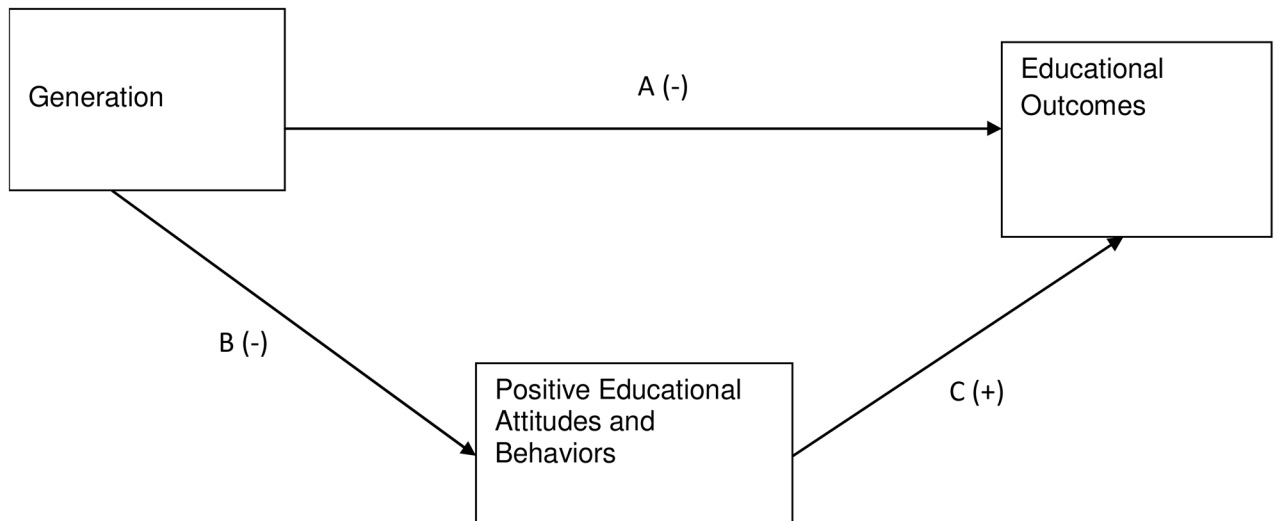 Generation
A (-)
Educational
Outcomes
B (-)
Positive Educational
Attitudes and
Behaviors
C (+)